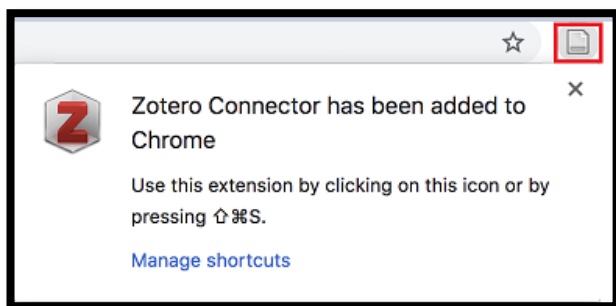 Z
Zotero Connector has been added to
Chrome
Use this extension by clicking on this icon or by
pressing ⇧⌘S.
Manage shortcuts